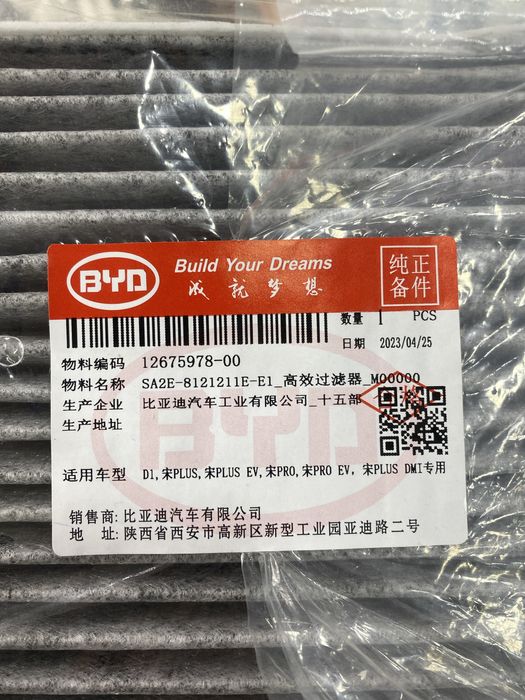 BYD
Build Your Dreams
成就梦想
纯正
备件
数量 1 PCS
日期 2023/04/25
物料编码 12675978-00
物料名称 SA2E-8121211E-E1_高效过滤器_M00000
生产企业 比亚迪汽车工业有限公司_十五部
生产地址
适用车型 D1,宋PLUS,宋PLUS EV,宋PRO,宋PRO EV, 宋PLUS DMI专用
销售商: 比亚迪汽车有限公司
地 址: 陕西省西安市高新区新型工业园亚迪路二号